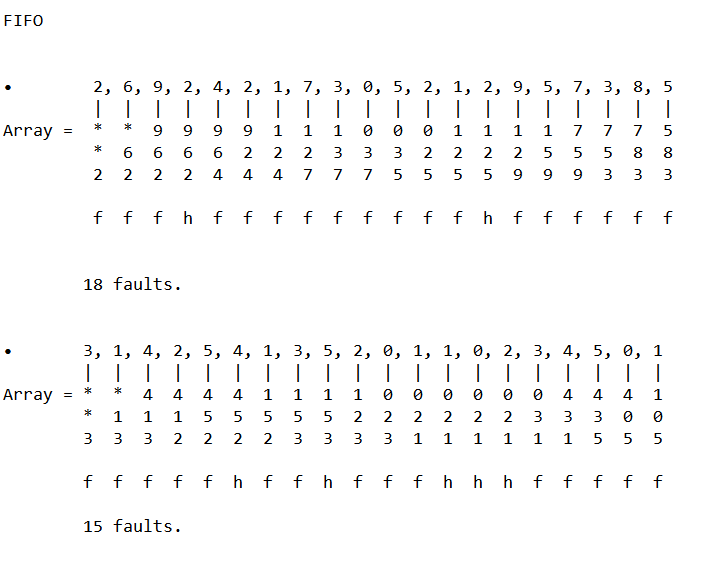 FIFO
• 2, 6, 9, 2, 4, 2, 1, 7, 3, 0, 5, 2, 1, 2, 9, 5, 7, 3, 8, 5
| | | | | | | | | | | | | | | | | | | |
Array = * * 9 9 9 9 1 1 1 0 0 0 1 1 1 1 7 7 7 5
* 6 6 6 6 2 2 2 3 3 3 2 2 2 2 5 5 5 8 8
2 2 2 2 4 4 4 7 7 7 5 5 5 5 9 9 9 3 3 3
f f f h f f f f f f f f f h f f f f f f
18 faults.
• 3, 1, 4, 2, 5, 4, 1, 3, 5, 2, 0, 1, 1, 0, 2, 3, 4, 5, 0, 1
| | | | | | | | | | | | | | | | | | | |
Array = * * 4 4 4 4 1 1 1 1 0 0 0 0 0 0 4 4 4 1
* 1 1 1 5 5 5 5 5 2 2 2 2 2 2 3 3 3 0 0
3 3 3 2 2 2 2 3 3 3 3 1 1 1 1 1 1 5 5 5
f f f f f h f f h f f f h h h f f f f f
15 faults.